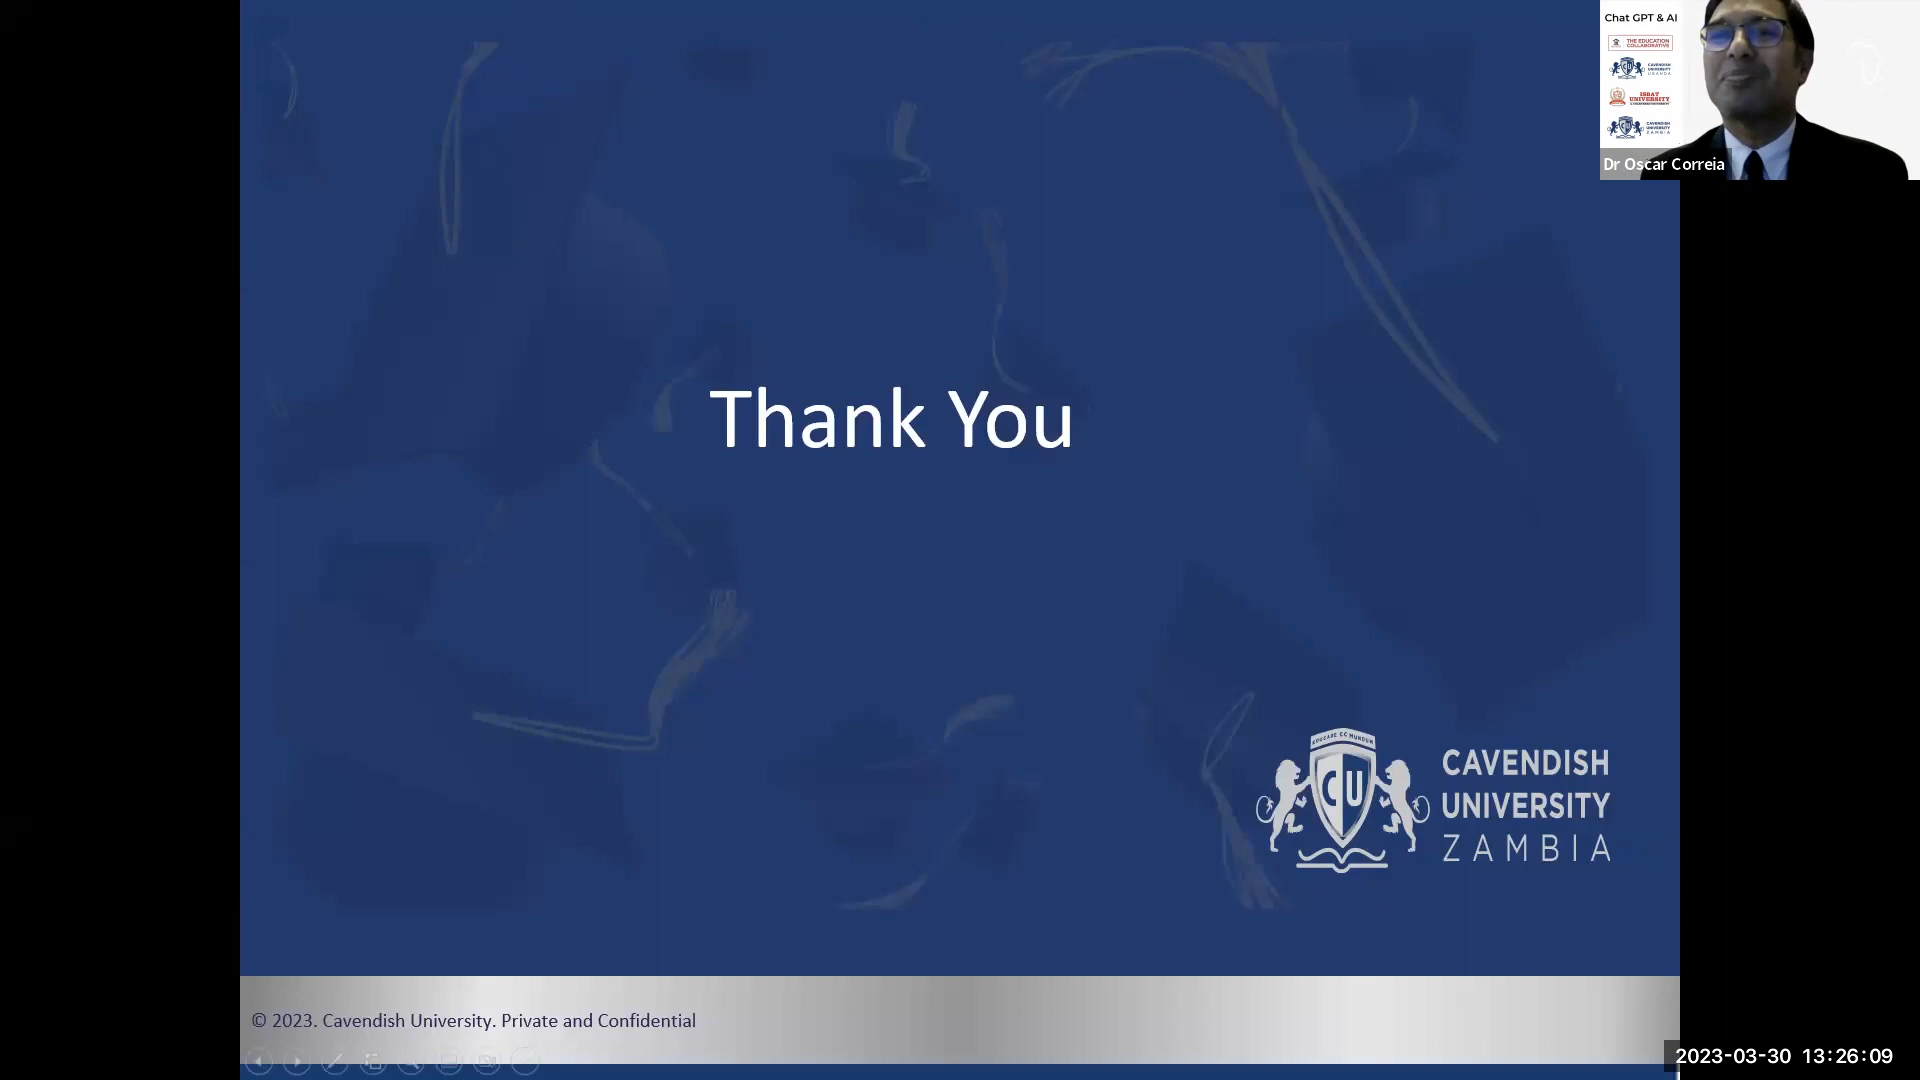 Chat GPT & AI
THE EDUCATION
COLLABORATIVE
CAVENDISH
UNIVERSITY
UGANDA
ISBAT
UNIVERSITY
CAVENDISH
UNIVERSITY
ZAMBIA
Dr Oscar Correia
Thank You
CU
CAVENDISH
UNIVERSITY
ZAMBIA
© 2023. Cavendish University. Private and Confidential
2023-03-30 13:26:09